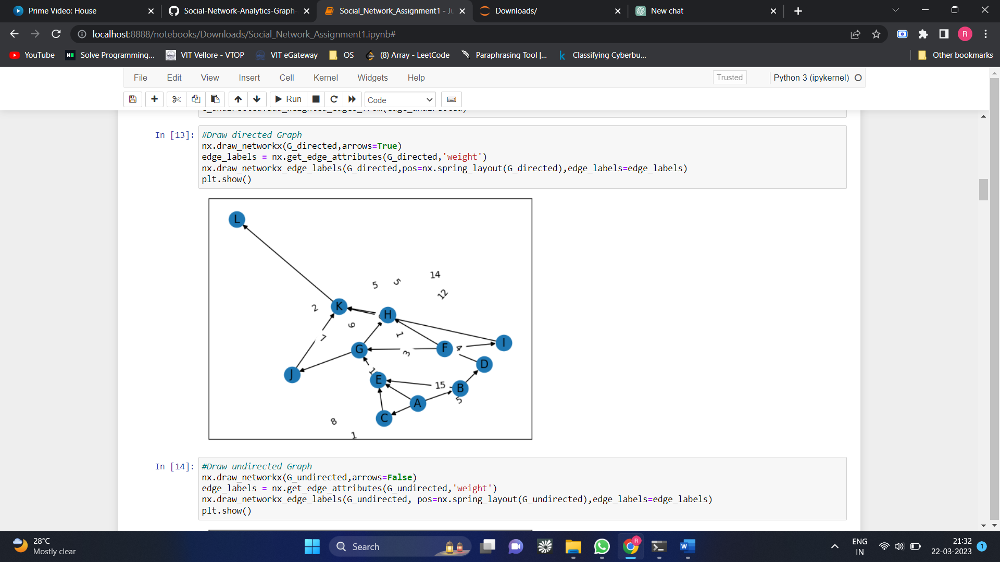 Prime Video: House
Social-Network-Analytics-Graph-
Social_Network_Assignment1 - Ju
Downloads/
New chat
localhost:8888/notebooks/Downloads/Social_Network_Assignment1.ipynb#
R
YouTube
Solve Programming...
VIT Vellore - VTOP
VIT eGateway
OS
(8) Array - LeetCode
Paraphrasing Tool |...
Classifying Cyberbu...
Other bookmarks
File Edit View Insert Cell Kernel Widgets Help
Trusted
Python 3 (ipykernel)
Run
Code
In [13]:
#Draw directed Graph
nx.draw_networkx(G_directed,arrows=True)
edge_labels = nx.get_edge_attributes(G_directed,'weight')
nx.draw_networkx_edge_labels(G_directed,pos=nx.spring_layout(G_directed),edge_labels=edge_labels)
plt.show()
L
14
5
5
12
2
K
H
9
1
7
I
G
3
F
4
D
J
1
E
15
B
5
A
C
8
1
In [14]:
#Draw undirected Graph
nx.draw_networkx(G_undirected,arrows=False)
edge_labels = nx.get_edge_attributes(G_undirected,'weight')
nx.draw_networkx_edge_labels(G_undirected, pos=nx.spring_layout(G_undirected),edge_labels=edge_labels)
plt.show()
28°C
Mostly clear
Search
R
ENG
IN
21:32
22-03-2023
1